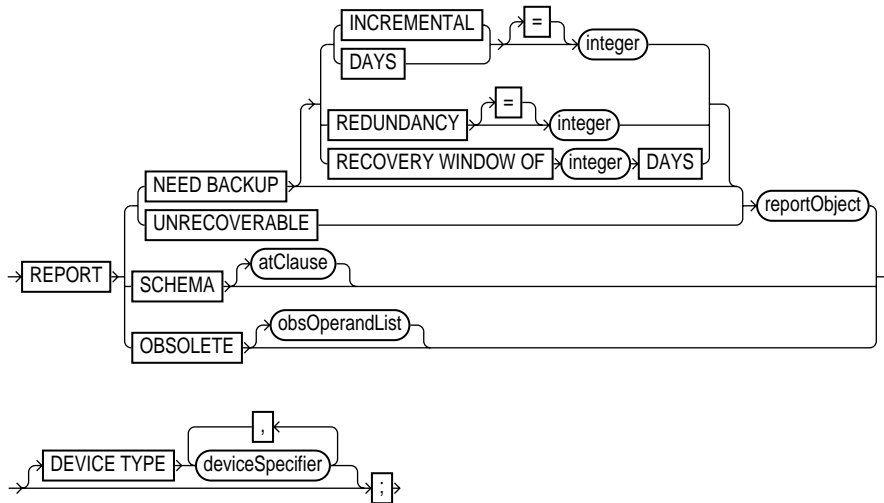 INCREMENTAL
=
integer
DAYS
REDUNDANCY
=
integer
RECOVERY WINDOW OF integer DAYS
NEED BACKUP
UNRECOVERABLE
reportObject
REPORT
SCHEMA
atClause
OBSOLETE
obsOperandList
,
DEVICE TYPE deviceSpecifier
;